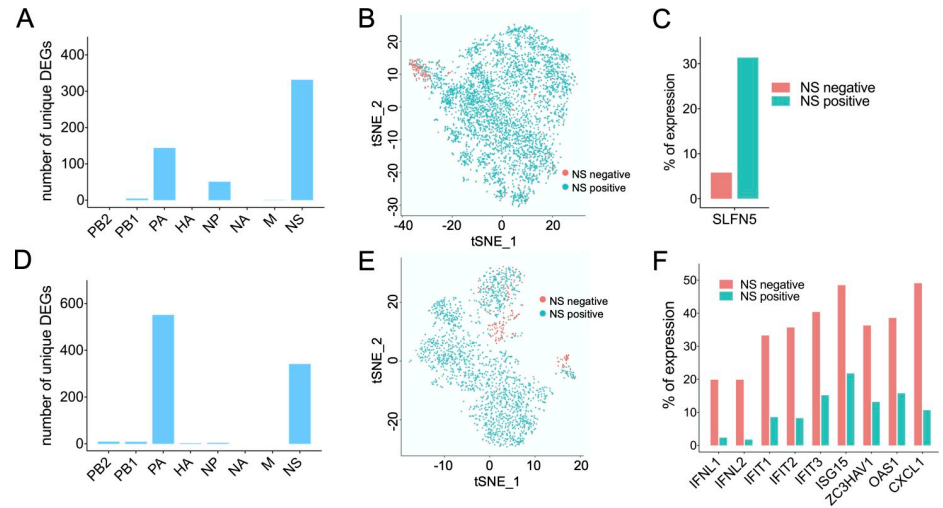 A
number of unique DEGs
400
300
200
100
0
PB2
PB1
PA
HA
NP
NA
M
NS
B
tSNE_2
20
10
0
-10
-20
-30
NS negative
NS positive
-40
-20
0
20
tSNE_1
C
% of expression
30
20
10
0
NS negative
NS positive
SLFN5
D
number of unique DEGs
600
400
200
0
PB2
PB1
PA
HA
NP
NA
M
NS
E
tSNE_2
20
0
20
NS negative
NS positive
-20
-10
0
10
20
tSNE_1
F
% of expression
50
40
30
20
10
0
NS negative
NS positive
IFNL1
IFNL2
IFIT1
IFIT2
IFIT3
ISG15
ZC3HAV1
OAS1
CXCL1